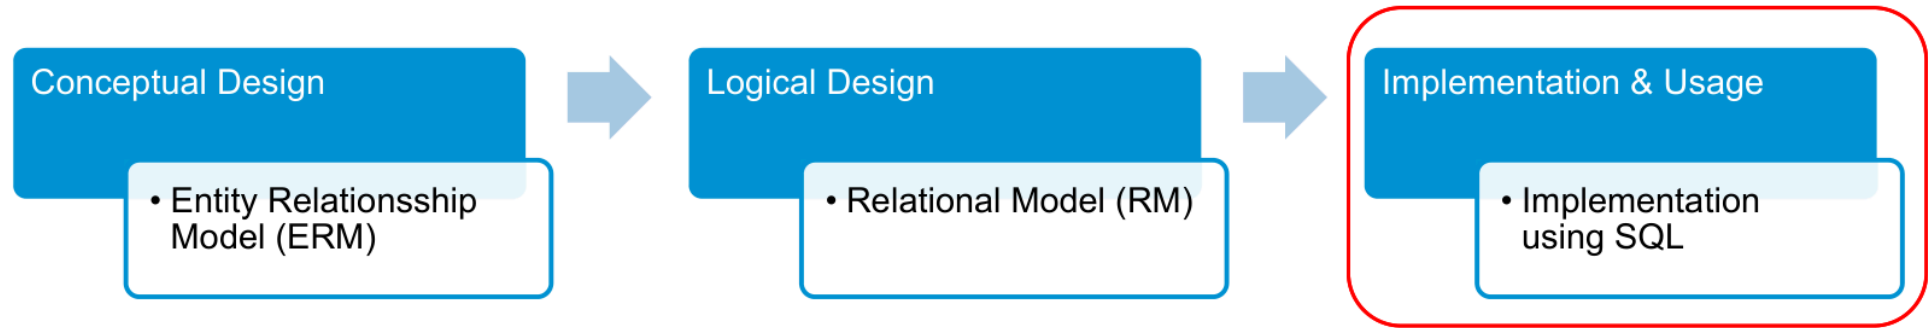 Conceptual Design
• Entity Relationsship
Model (ERM)
Logical Design
• Relational Model (RM)
Implementation & Usage
• Implementation
using SQL